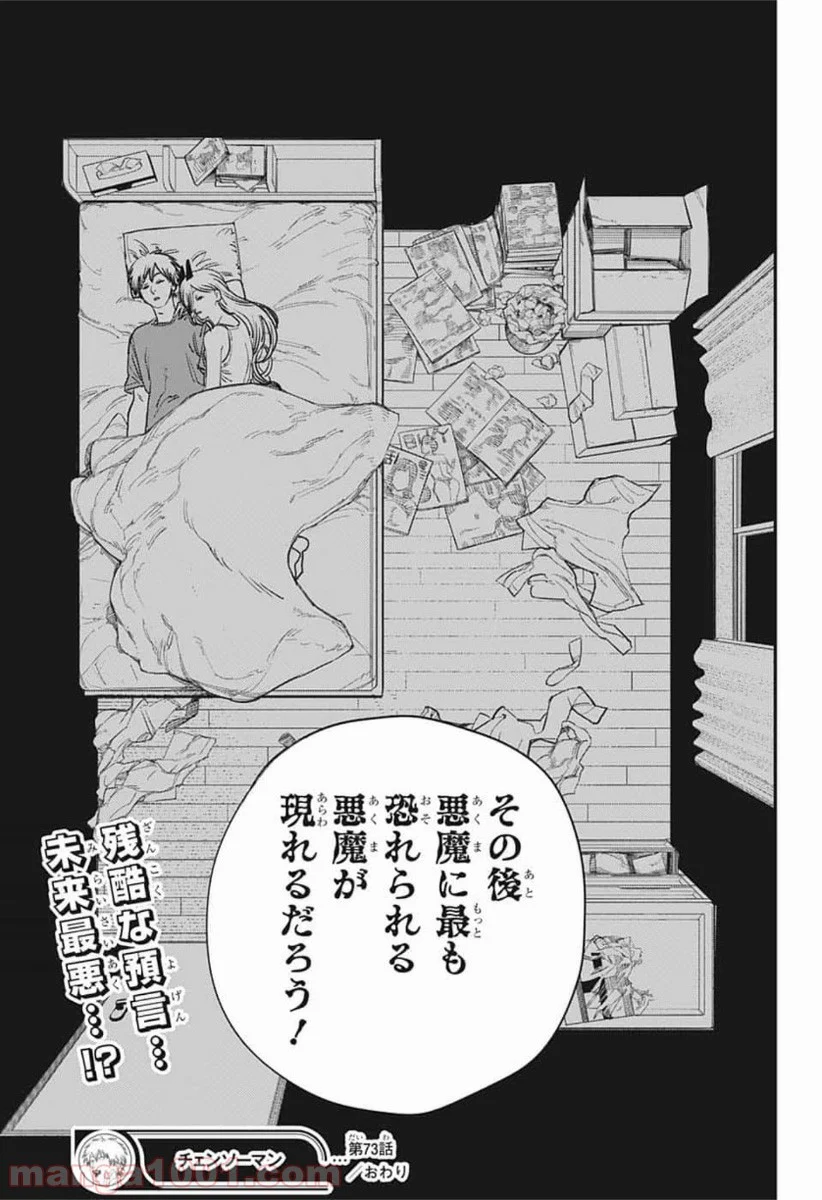 その後
悪魔に最も
恐れられる
悪魔が
現れるだろう！
残酷な預言…
未来最悪…!?
チェンソーマン
…第73話
／おわり
manga1001.com